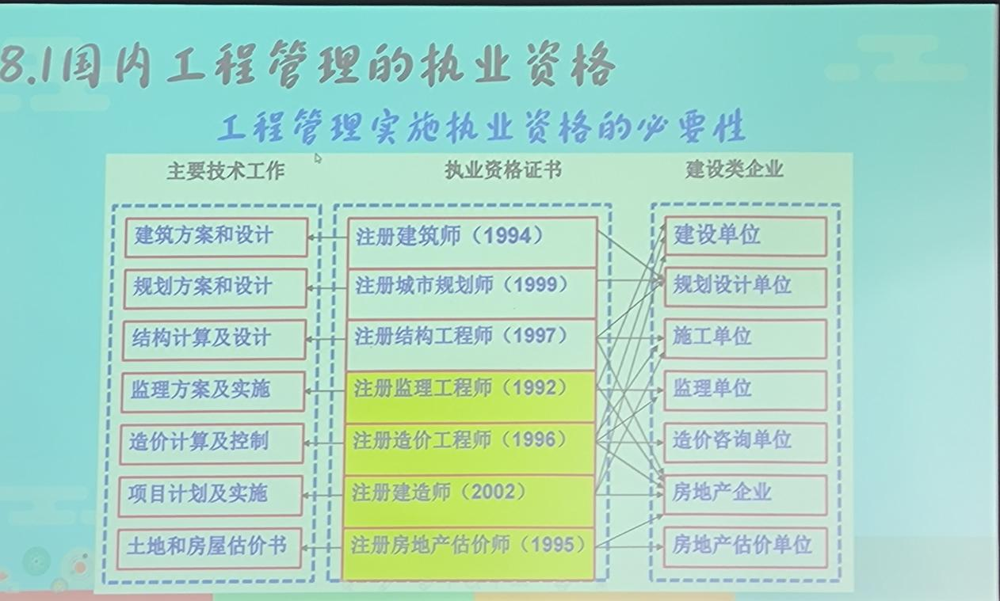 8.1国内工程管理的执业资格
工程管理实施执业资格的必要性
主要技术工作 执业资格证书 建设类企业
建筑方案和设计 注册建筑师（1994） 建设单位
规划方案和设计 注册城市规划师（1999） 规划设计单位
结构计算及设计 注册结构工程师（1997） 施工单位
监理方案及实施 注册监理工程师（1992） 监理单位
造价计算及控制 注册造价工程师（1996） 造价咨询单位
项目计划及实施 注册建造师（2002） 房地产企业
土地和房屋估价书 注册房地产估价师（1995） 房地产估价单位